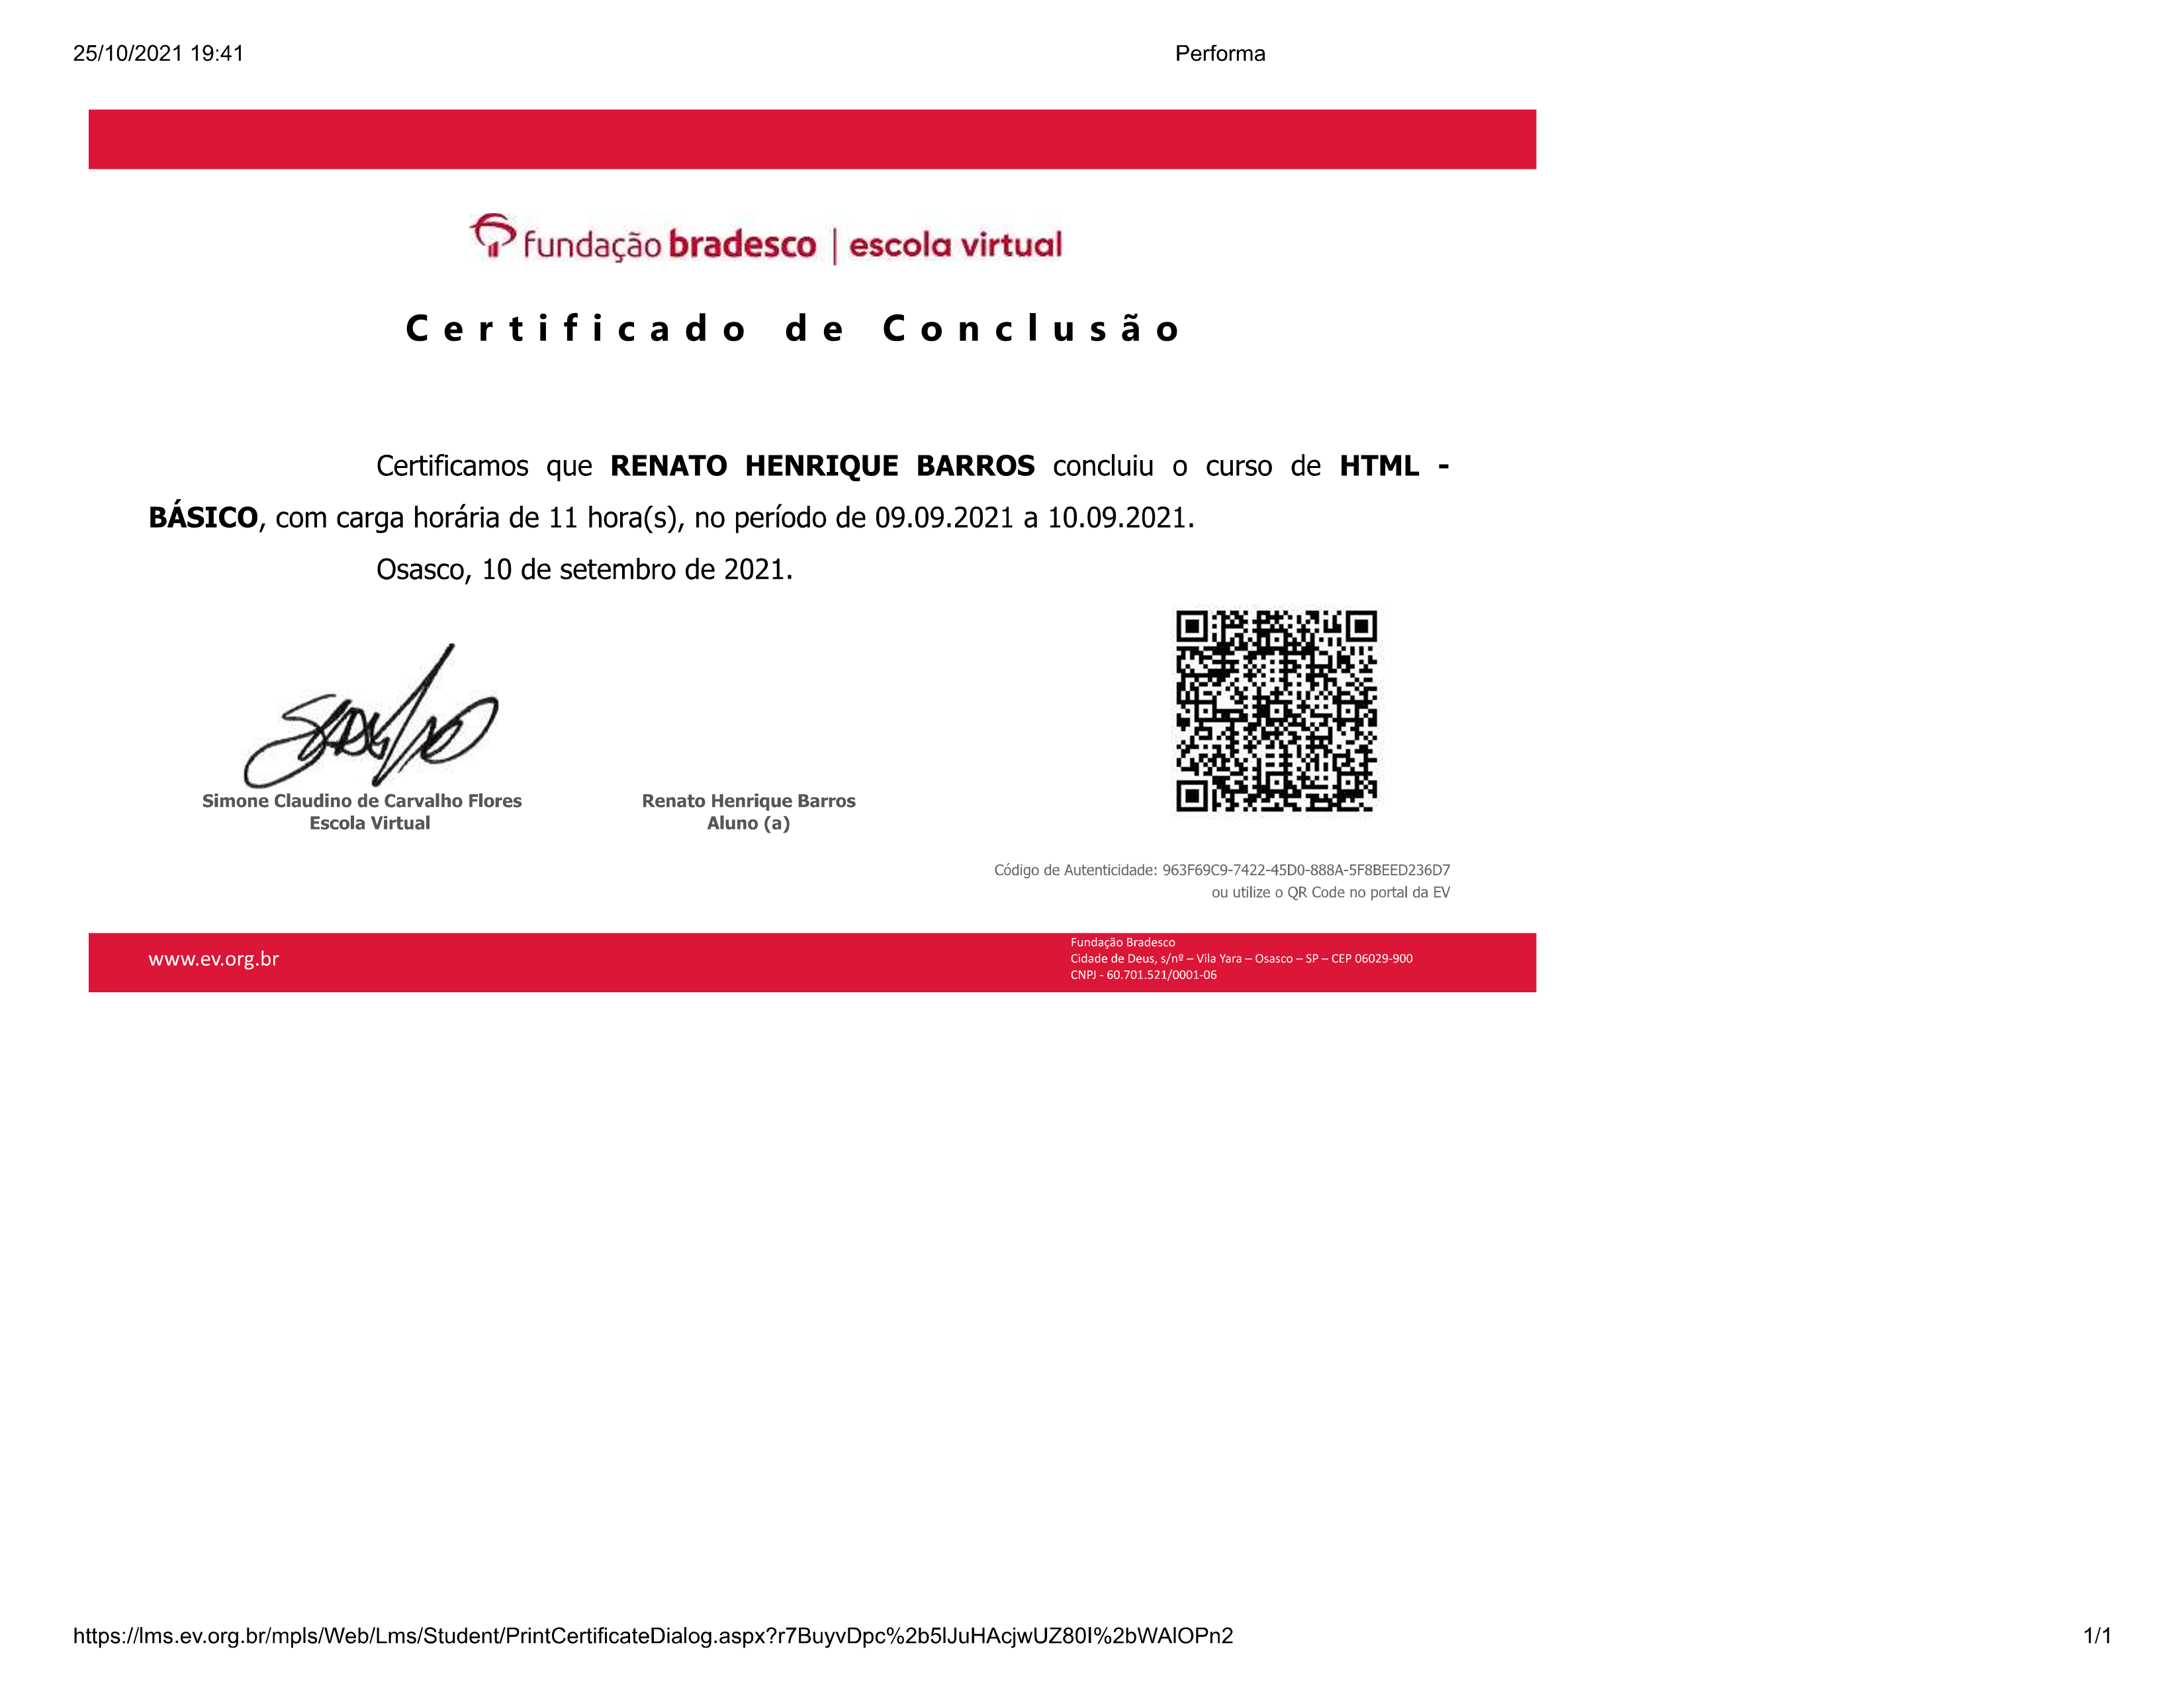 25/10/2021 19:41
Performa
fundação bradesco | escola virtual
Certificado de Conclusão
Certificamos que RENATO HENRIQUE BARROS concluiu o curso de HTML -
BÁSICO, com carga horária de 11 hora(s), no período de 09.09.2021 a 10.09.2021.
Osasco, 10 de setembro de 2021.
Simone Claudino de Carvalho Flores
Escola Virtual
Renato Henrique Barros
Aluno (a)
Código de Autenticidade: 963F69C9-7422-45D0-888A-5F8BEED236D7
ou utilize o QR Code no portal da EV
www.ev.org.br
Fundação Bradesco
Cidade de Deus, s/nº – Vila Yara – Osasco – SP – CEP 06029-900
CNPJ - 60.701.521/0001-06
https://lms.ev.org.br/mpls/Web/Lms/Student/PrintCertificateDialog.aspx?r7BuyvDpc%2b5lJuHAcjwUZ80I%2bWAlOPn2
1/1